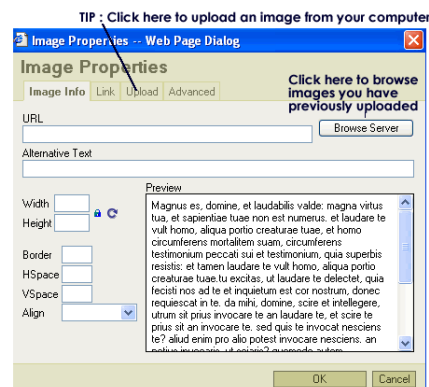 TIP : Click here to upload an image from your computer
Image Properties -- Web Page Dialog
Image Properties
Click here to browse
images you have
previously uploaded
Image Info Link Upload Advanced
URL
Browse Server
Alternative Text
Preview
Width
Height
Border
HSpace
VSpace
Align
Magnus es, domine, et laudabilis valde: magna virtus
tua, et sapientiae tuae non est numerus. et laudare te
vult homo, aliqua portio creaturae tuae, et homo
circumferens mortalitem suam, circumferens
testimonium peccati sui et testimonium, quia superbis
resistis: et tamen laudare te vult homo, aliqua portio
creaturae tuae.tu excitas, ut laudare te delectet, quia
fecisti nos ad te et inquietum est cor nostrum, donec
requiescat in te. da mihi, domine, scire et intellegere,
utrum sit prius invocare te an laudare te, et scire te
prius sit an invocare te. sed quis te invocat nesciens
te? aliud enim pro alio potest invocare nesciens. an
potius invocaris, ut sciaris? quomodo autem
OK Cancel